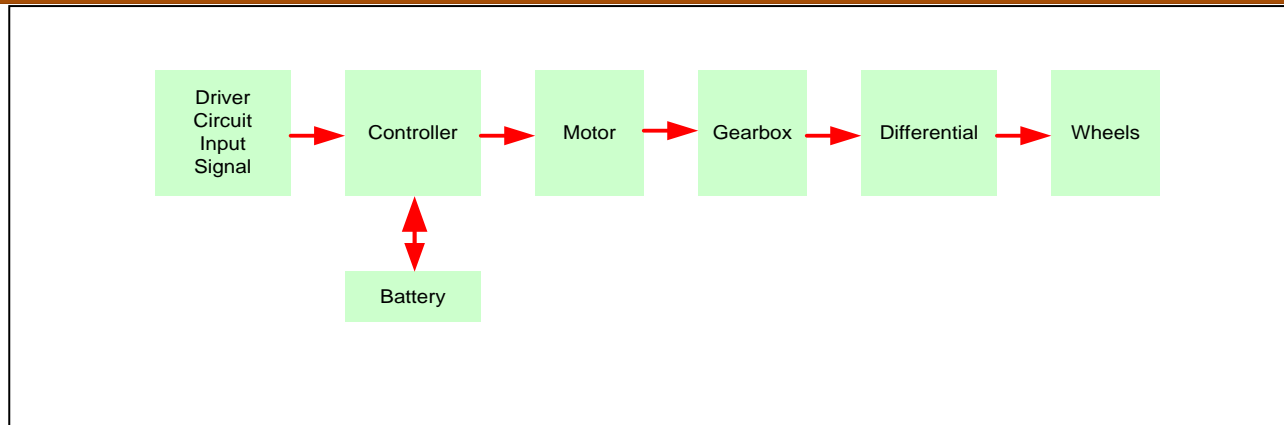 Driver
Circuit
Input
Signal
Controller
Motor
Gearbox
Differential
Wheels
Battery